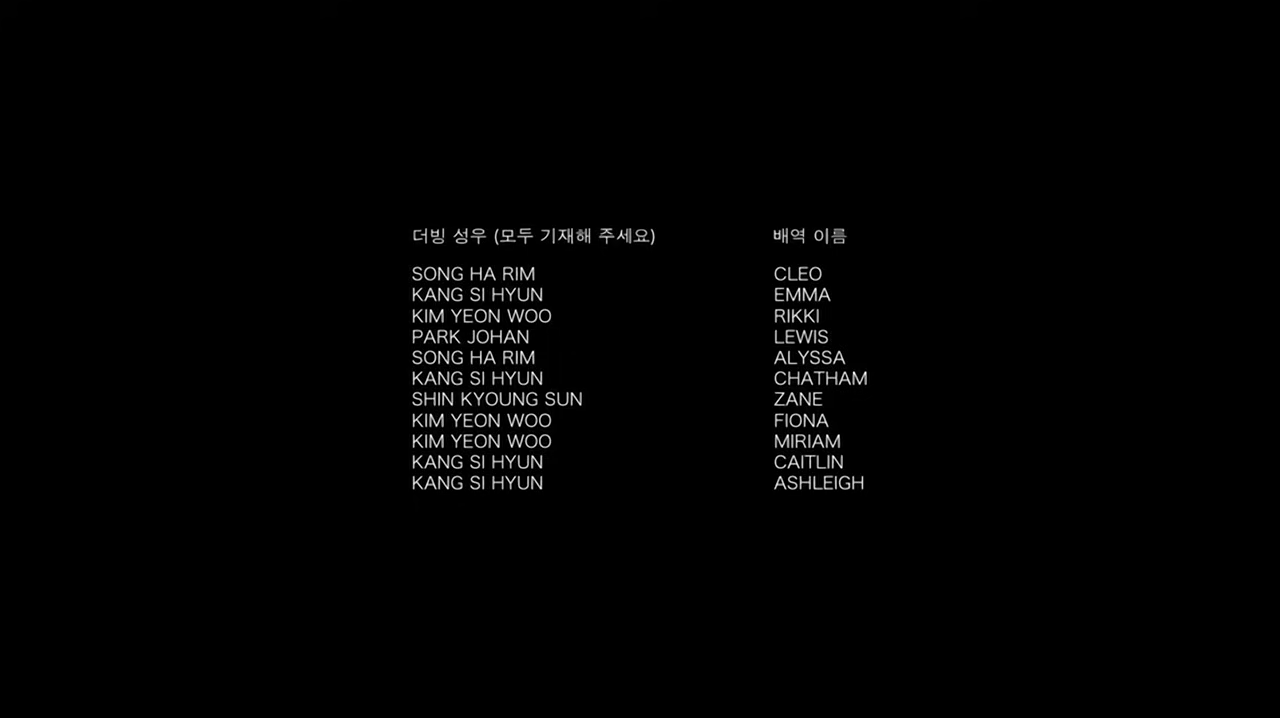 더빙 성우 (모두 기재해 주세요) 배역 이름
SONG HA RIM CLEO
KANG SI HYUN EMMA
KIM YEON WOO RIKKI
PARK JOHAN LEWIS
SONG HA RIM ALYSSA
KANG SI HYUN CHATHAM
SHIN KYOUNG SUN ZANE
KIM YEON WOO FIONA
KIM YEON WOO MIRIAM
KANG SI HYUN CAITLIN
KANG SI HYUN ASHLEIGH